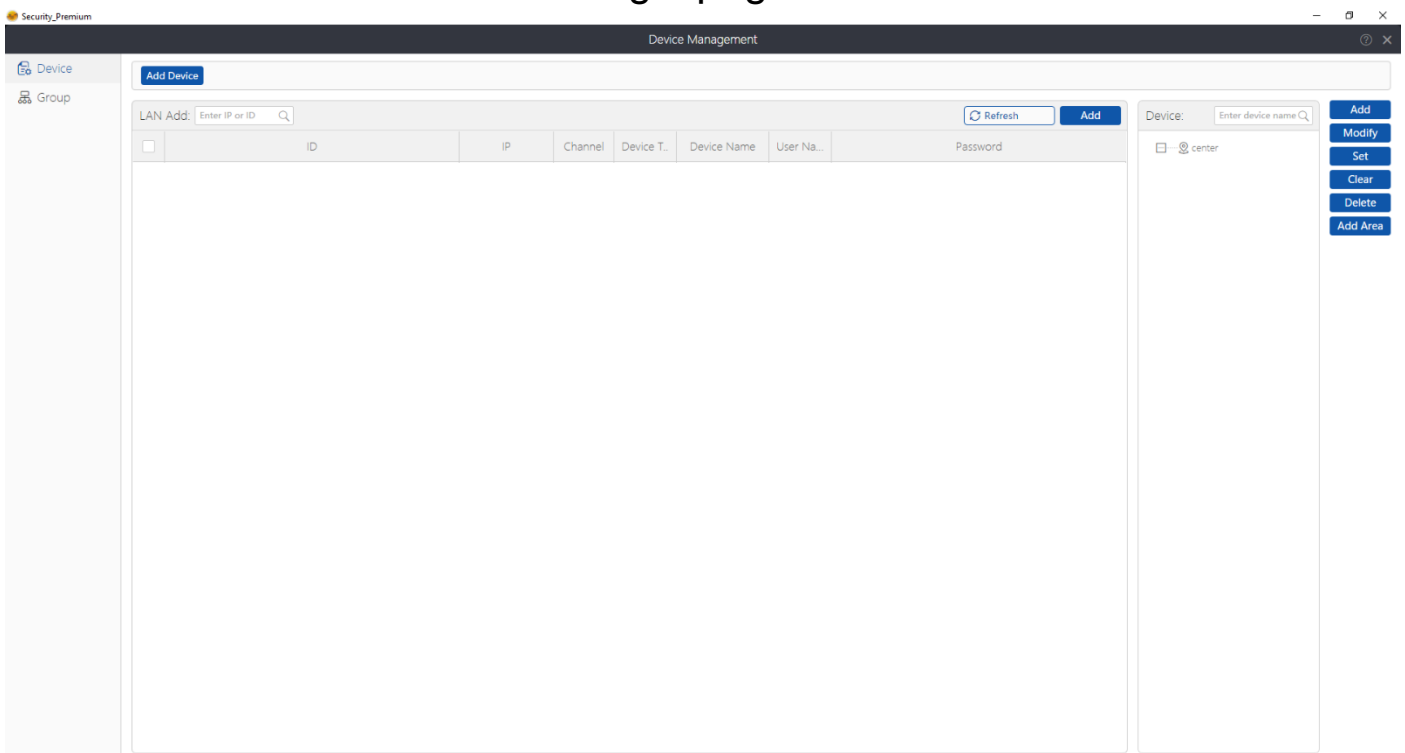 Security_Premium
Device Management
Device
Group
Add Device
LAN Add: Enter IP or ID
Refresh
Add
ID IP Channel Device T... Device Name User Na... Password
Device: Enter device name
center
Add
Modify
Set
Clear
Delete
Add Area